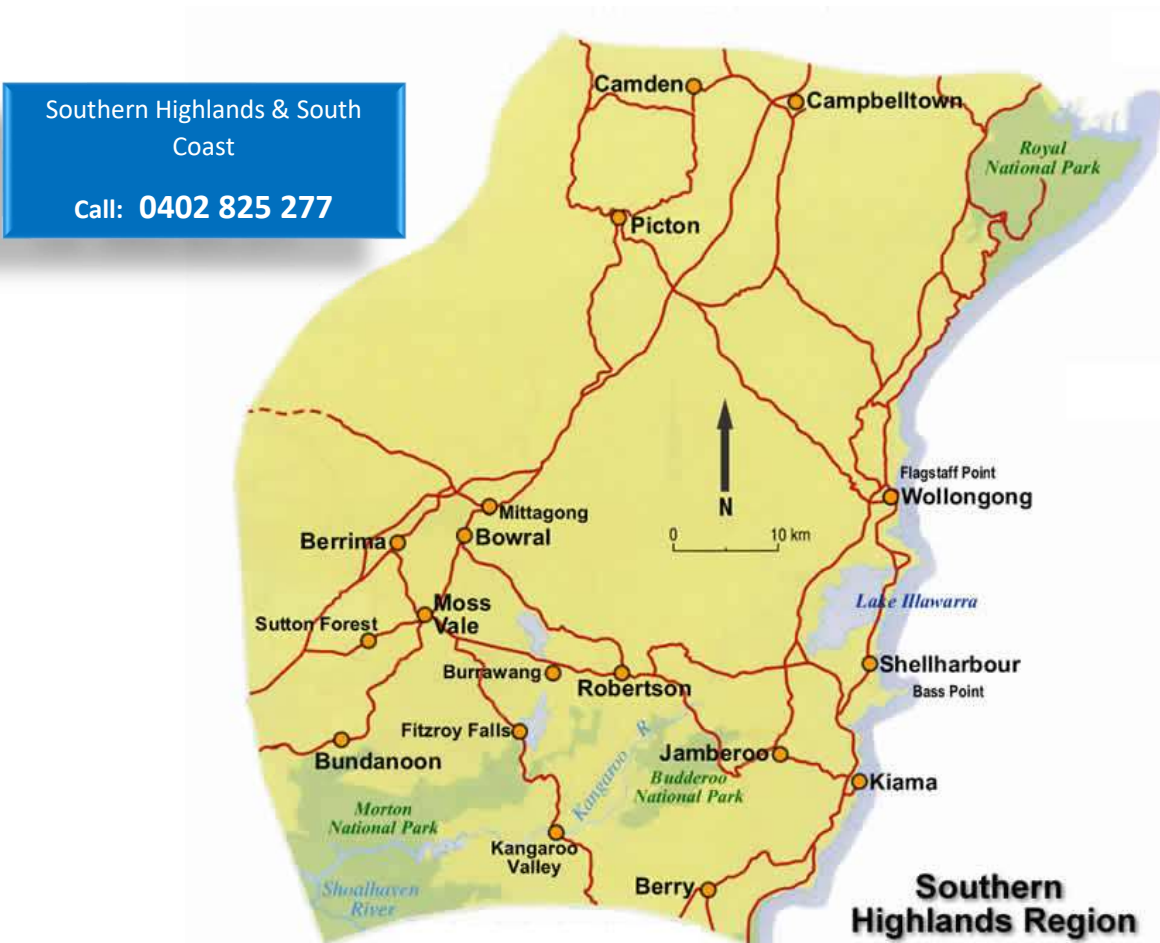 Southern Highlands & South
Coast
Call: 0402 825 277
Camden
Campbelltown
Royal
National Park
Picton
N
0 10 km
Flagstaff Point
Wollongong
Mittagong
Berrima
Bowral
Lake Illawarra
Moss
Vale
Sutton Forest
Shellharbour
Bass Point
Burrawang
Robertson
Fitzroy Falls
Kangaroo R
Jamberoo
Bundanoon
Budderoo
National Park
Kiama
Morton
National Park
Kangaroo
Valley
Shoalhaven
River
Berry
Southern
Highlands Region